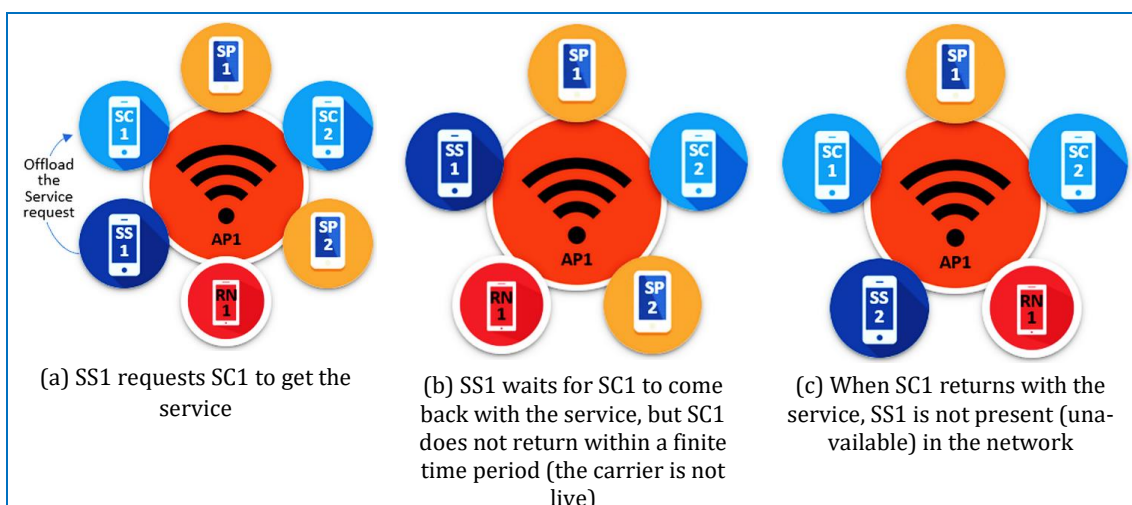 SP
1
SC
1
SC
2
Offload
the
Service
request
SS
1
SP
2
AP1
RN
1
(a) SS1 requests SC1 to get the
service
SP
1
SS
1
SC
2
AP1
RN
1
SP
2
(b) SS1 waits for SC1 to come
back with the service, but SC1
does not return within a finite
time period (the carrier is not
live)
SP
1
SC
1
SC
2
AP1
SS
2
RN
1
(c) When SC1 returns with the
service, SS1 is not present (una-
vailable) in the network